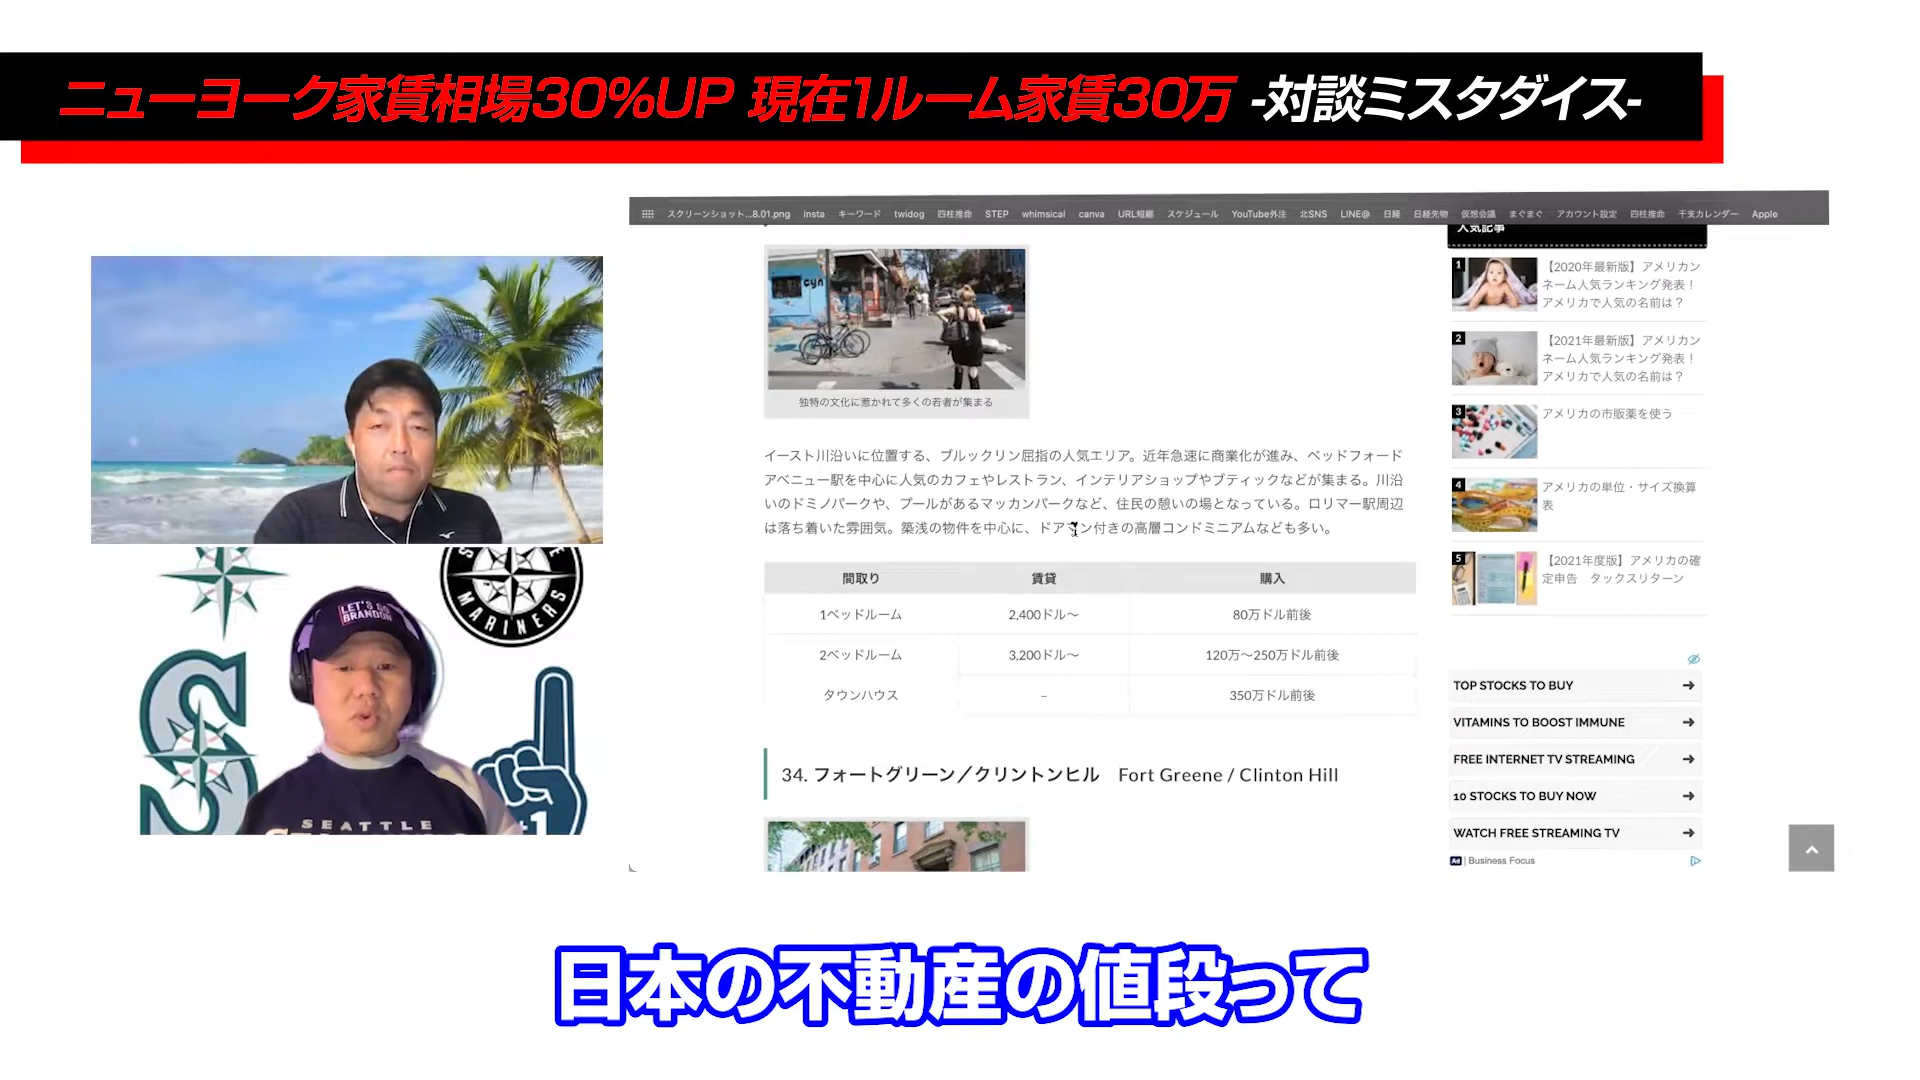 ニューヨーク家賃相場30%UP 現在1ルーム家賃30万 -対談ミスタダイス-
スクリーンショット...8.01.png insta キーワード twidog 四柱推命 STEP whimsical canva URL短縮 スケジュール YouTube外注 北SNS LINE@ 日経 日経先物 仮想会議 まぐまぐ アカウント設定 四柱推命 干支カレンダー Apple
人気記事
cyn
独特の文化に惹かれて多くの若者が集まる
イースト川沿いに位置する、ブルックリン屈指の人気エリア。近年急速に商業化が進み、ベッドフォード
アベニュー駅を中心に人気のカフェやレストラン、インテリアショップやブティックなどが集まる。川沿
いのドミノパークや、プールがあるマッカンパークなど、住民の憩いの場となっている。ロリマー駅周辺
は落ち着いた雰囲気。築浅の物件を中心に、ドアマン付きの高層コンドミニアムなども多い。
間取り 賃貸 購入
1ベッドルーム 2,400ドル〜 80万ドル前後
2ベッドルーム 3,200ドル〜 120万〜250万ドル前後
タウンハウス – 350万ドル前後
34. フォートグリーン／クリントンヒル Fort Greene / Clinton Hill
1
【2020年最新版】アメリカン
ネーム人気ランキング発表！
アメリカで人気の名前は？
2
【2021年最新版】アメリカン
ネーム人気ランキング発表！
アメリカで人気の名前は？
3
アメリカの市販薬を使う
4
アメリカの単位・サイズ換算
表
5
【2021年度版】アメリカの確
定申告 タックスリターン
TOP STOCKS TO BUY
VITAMINS TO BOOST IMMUNE
FREE INTERNET TV STREAMING
10 STOCKS TO BUY NOW
WATCH FREE STREAMING TV
Ad | Business Focus
MARINERS
LET'S GO
BRANDON
S
SEATTLE
#1
日本の不動産の値段って